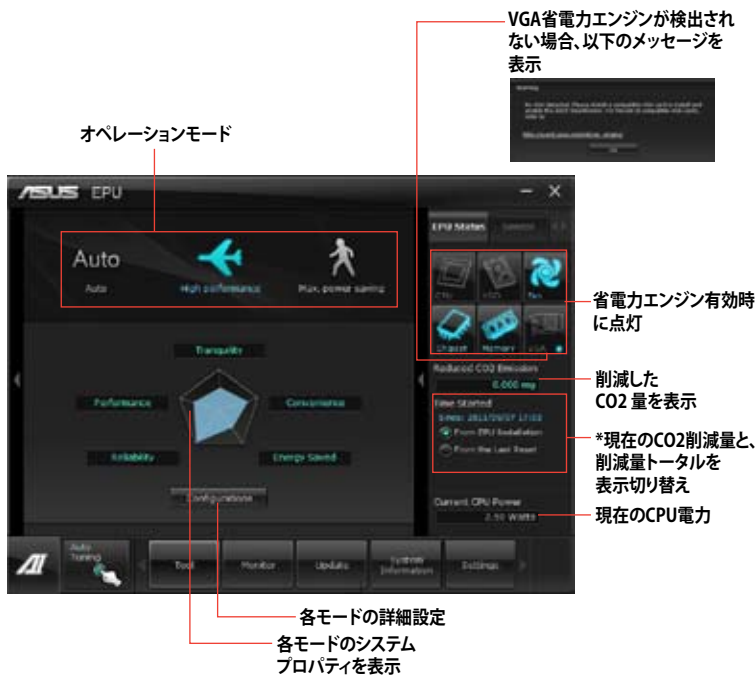 VGA省電力エンジンが検出され
ない場合、以下のメッセージを
表示
Warning
OK
オペレーションモード
ASUS EPU
EPU Status
Auto
Auto
High performance
Max. power saving
CPU
HDD
Fan
Chipset
Memory
VGA
省電力エンジン有効時
に点灯
Tranquility
Performance
Convenience
Reliability
Energy Saved
Configurations
Reduced CO2 Emission
0.000 mg
削減した
CO2 量を表示
Time Started
From EPU Installation
From the Last Reset
*現在のCO2削減量と、
削減量トータルを
表示切り替え
Current CPU Power
現在のCPU電力
Auto
Tuning
Tool
Monitor
Update
System
Information
Settings
各モードの詳細設定
各モードのシステム
プロパティを表示